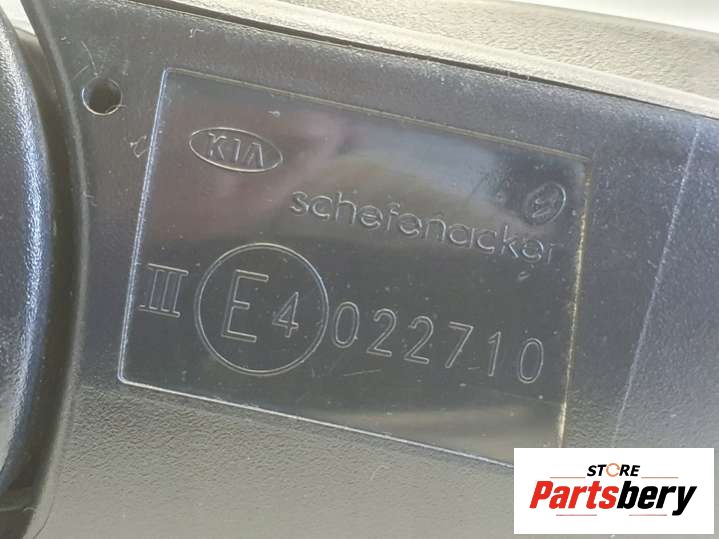 KIA
schefenacker
III E4 022710
STORE
Partsbery